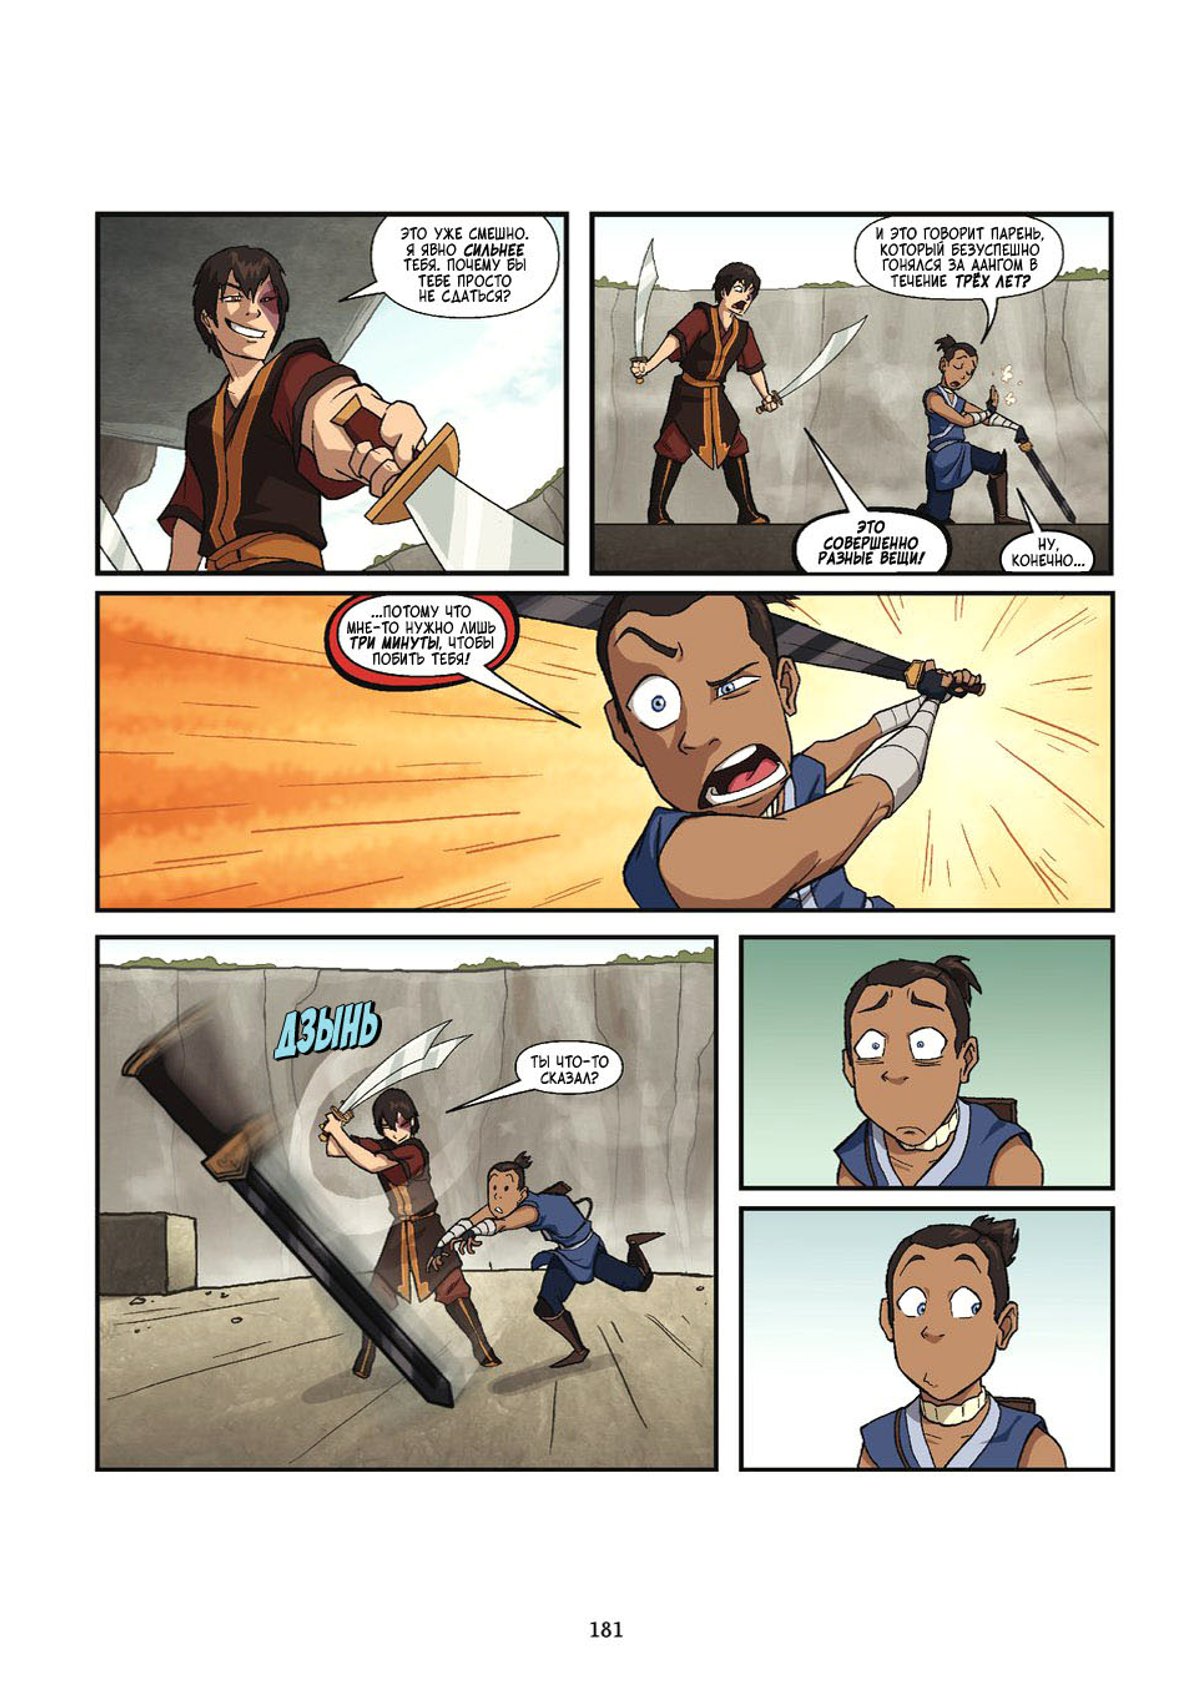 ЭТО УЖЕ СМЕШНО.
Я ЯВНО СИЛЬНЕЕ
ТЕБЯ. ПОЧЕМУ БЫ
ТЕБЕ ПРОСТО
НЕ СДАТЬСЯ?
И ЭТО ГОВОРИТ ПАРЕНЬ,
КОТОРЫЙ БЕЗУСПЕШНО
ГОНЯЛСЯ ЗА ААНГОМ В
ТЕЧЕНИЕ ТРЁХ ЛЕТ?
ЭТО
СОВЕРШЕННО
РАЗНЫЕ ВЕЩИ!
НУ,
КОНЕЧНО...
...ПОТОМУ ЧТО
МНЕ-ТО НУЖНО ЛИШЬ
ТРИ МИНУТЫ, ЧТОБЫ
ПОБИТЬ ТЕБЯ!
ДЗЫНЬ
ТЫ ЧТО-ТО
СКАЗАЛ?
181